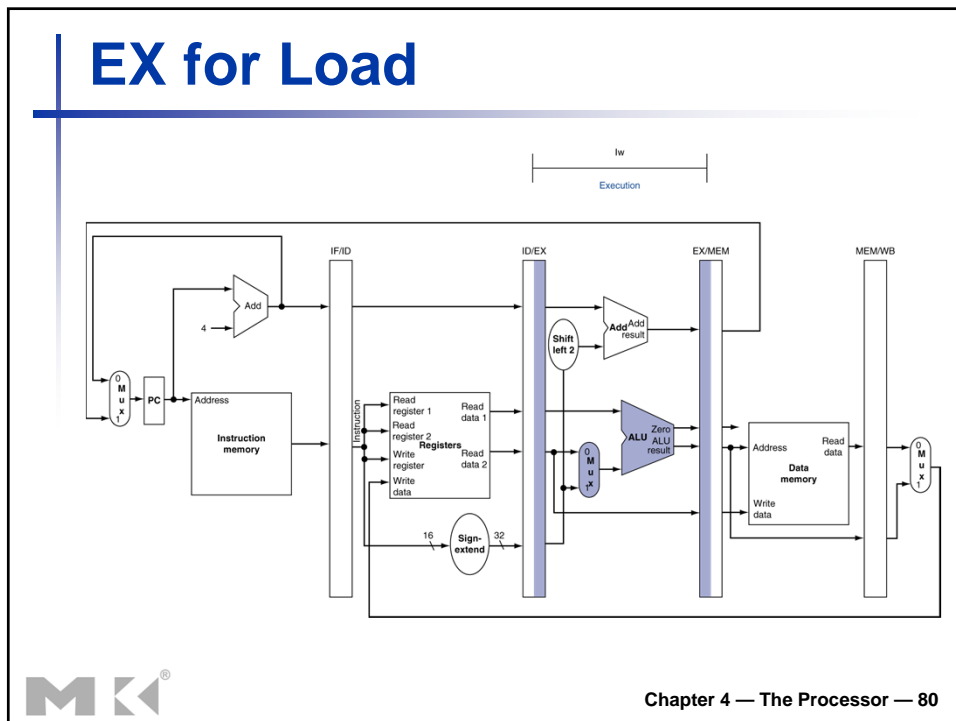 EX for Load
lw
Execution
IF/ID
ID/EX
EX/MEM
MEM/WB
Add
4
Shift
left 2
Add
Add
result
0
M
u
x
1
PC
Address
Instruction
memory
Instruction
Read
register 1
Read
register 2
Write
register
Write
data
Registers
Read
data 1
Read
data 2
16
Sign-
extend
32
0
M
u
x
1
ALU
Zero
ALU
result
Address
Read
data
Data
memory
Write
data
0
M
u
x
1
MK®
Chapter 4 — The Processor — 80